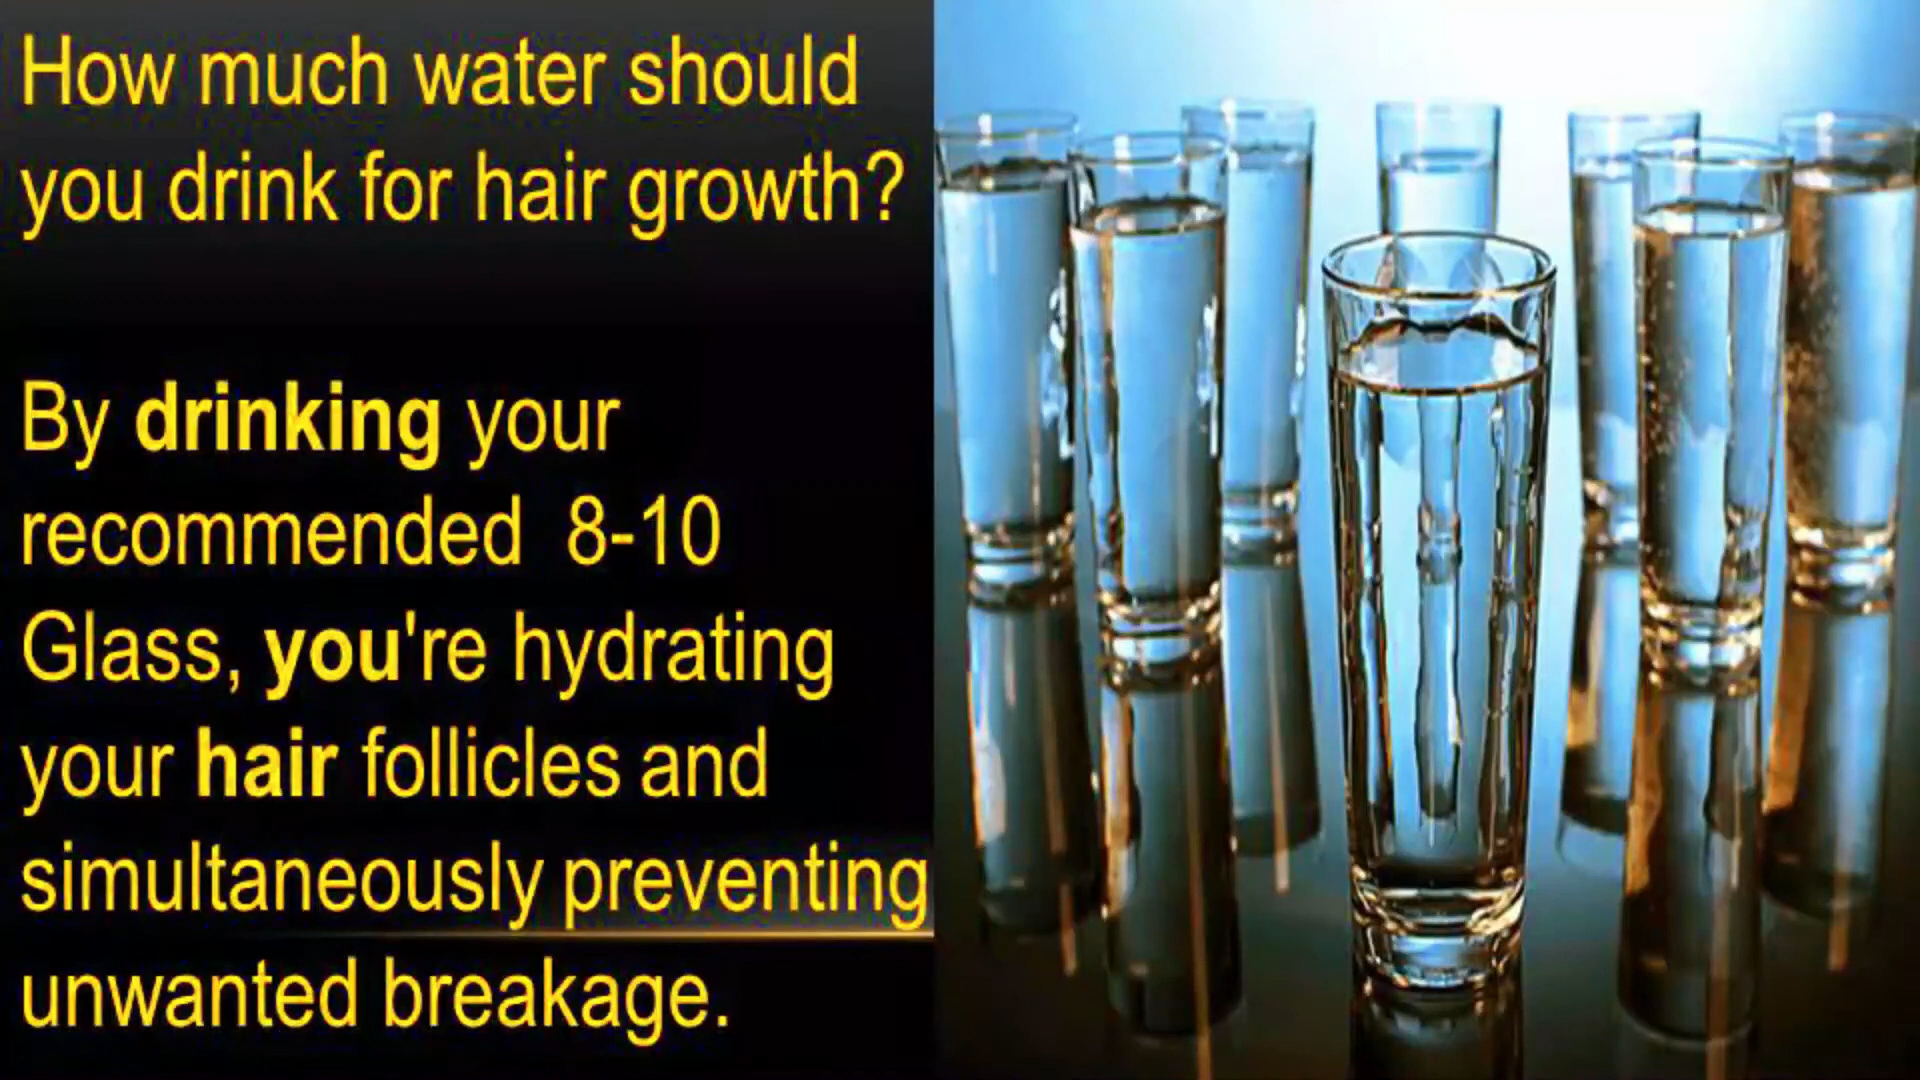 How much water should
you drink for hair growth?
By drinking your
recommended  8-10
Glass, you're hydrating
your hair follicles and
simultaneously preventing
unwanted breakage.